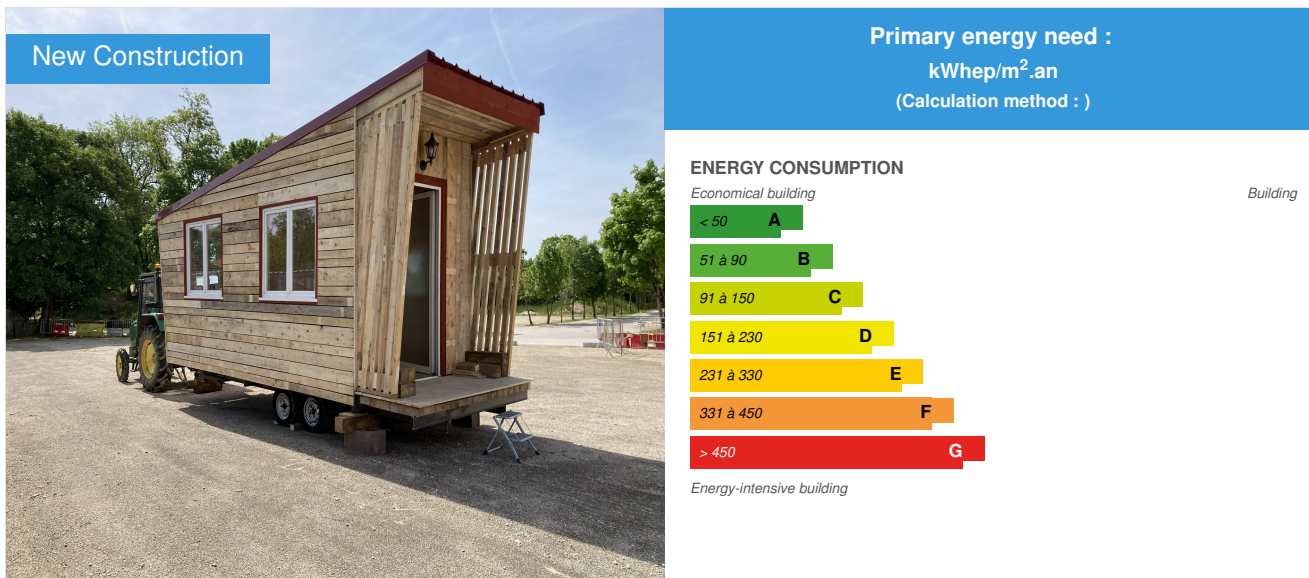 New Construction
Primary energy need :
kWhep/m².an
(Calculation method : )
ENERGY CONSUMPTION
Economical building
Building
< 50 A
51 à 90 B
91 à 150 C
151 à 230 D
231 à 330 E
331 à 450 F
> 450 G
Energy-intensive building